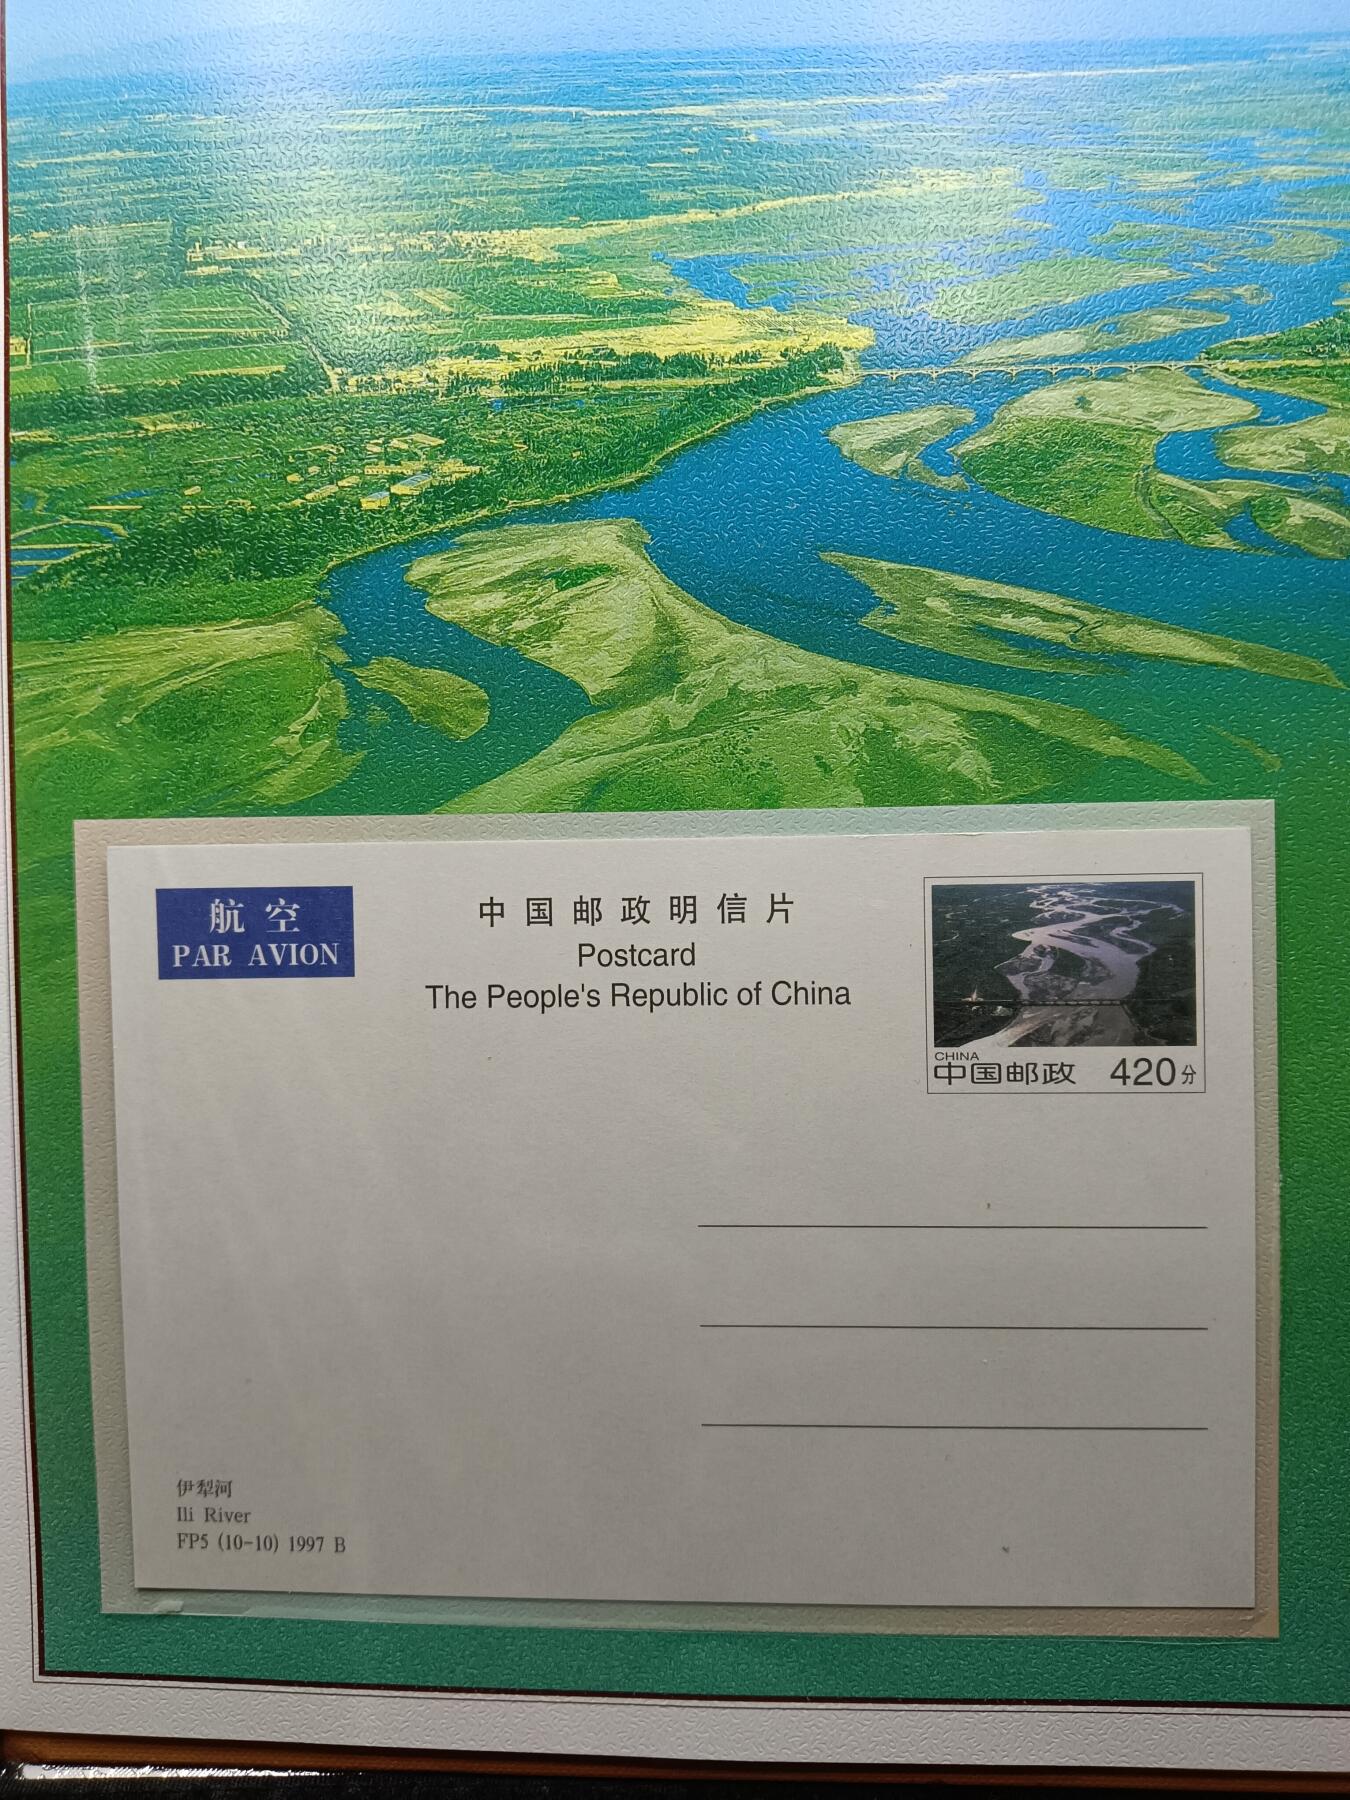 航空
PAR AVION
中国邮政明信片
Postcard
The People's Republic of China
CHINA
中国邮政 420分
伊犁河
Ili River
FP5 (10-10) 1997 B